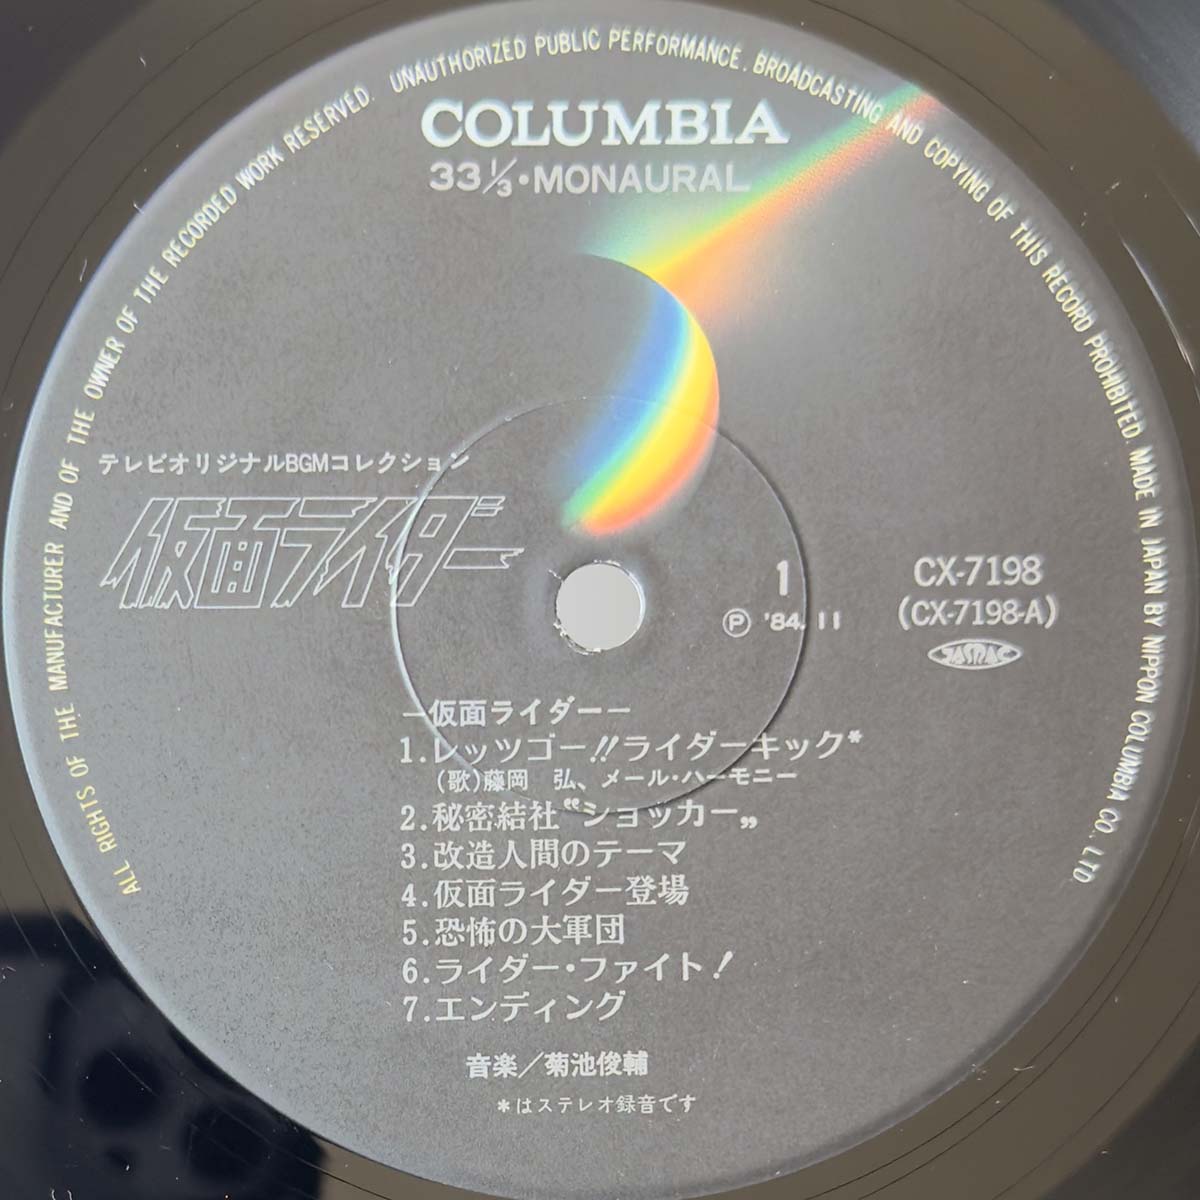 ALL RIGHTS OF THE MANUFACTURER AND OF THE OWNER OF THE RECORDED WORK RESERVED. UNAUTHORIZED PUBLIC PERFORMANCE, BROADCASTING AND COPYING OF THIS RECORD PROHIBITED. MADE IN JAPAN BY NIPPON COLUMBIA CO., LTD.
COLUMBIA
33 1/3・MONAURAL
テレビオリジナルBGMコレクション
仮面ライダー
1
Ⓟ '84. 11
CX-7198
(CX-7198-A)
JASRAC
―仮面ライダー―
1.レッツゴー!!ライダーキック*
(歌)藤岡 弘、メール・ハーモニー
2.秘密結社“ショッカー„
3.改造人間のテーマ
4.仮面ライダー登場
5.恐怖の大軍団
6.ライダー・ファイト!
7.エンディング
音楽/菊池俊輔
*はステレオ録音です